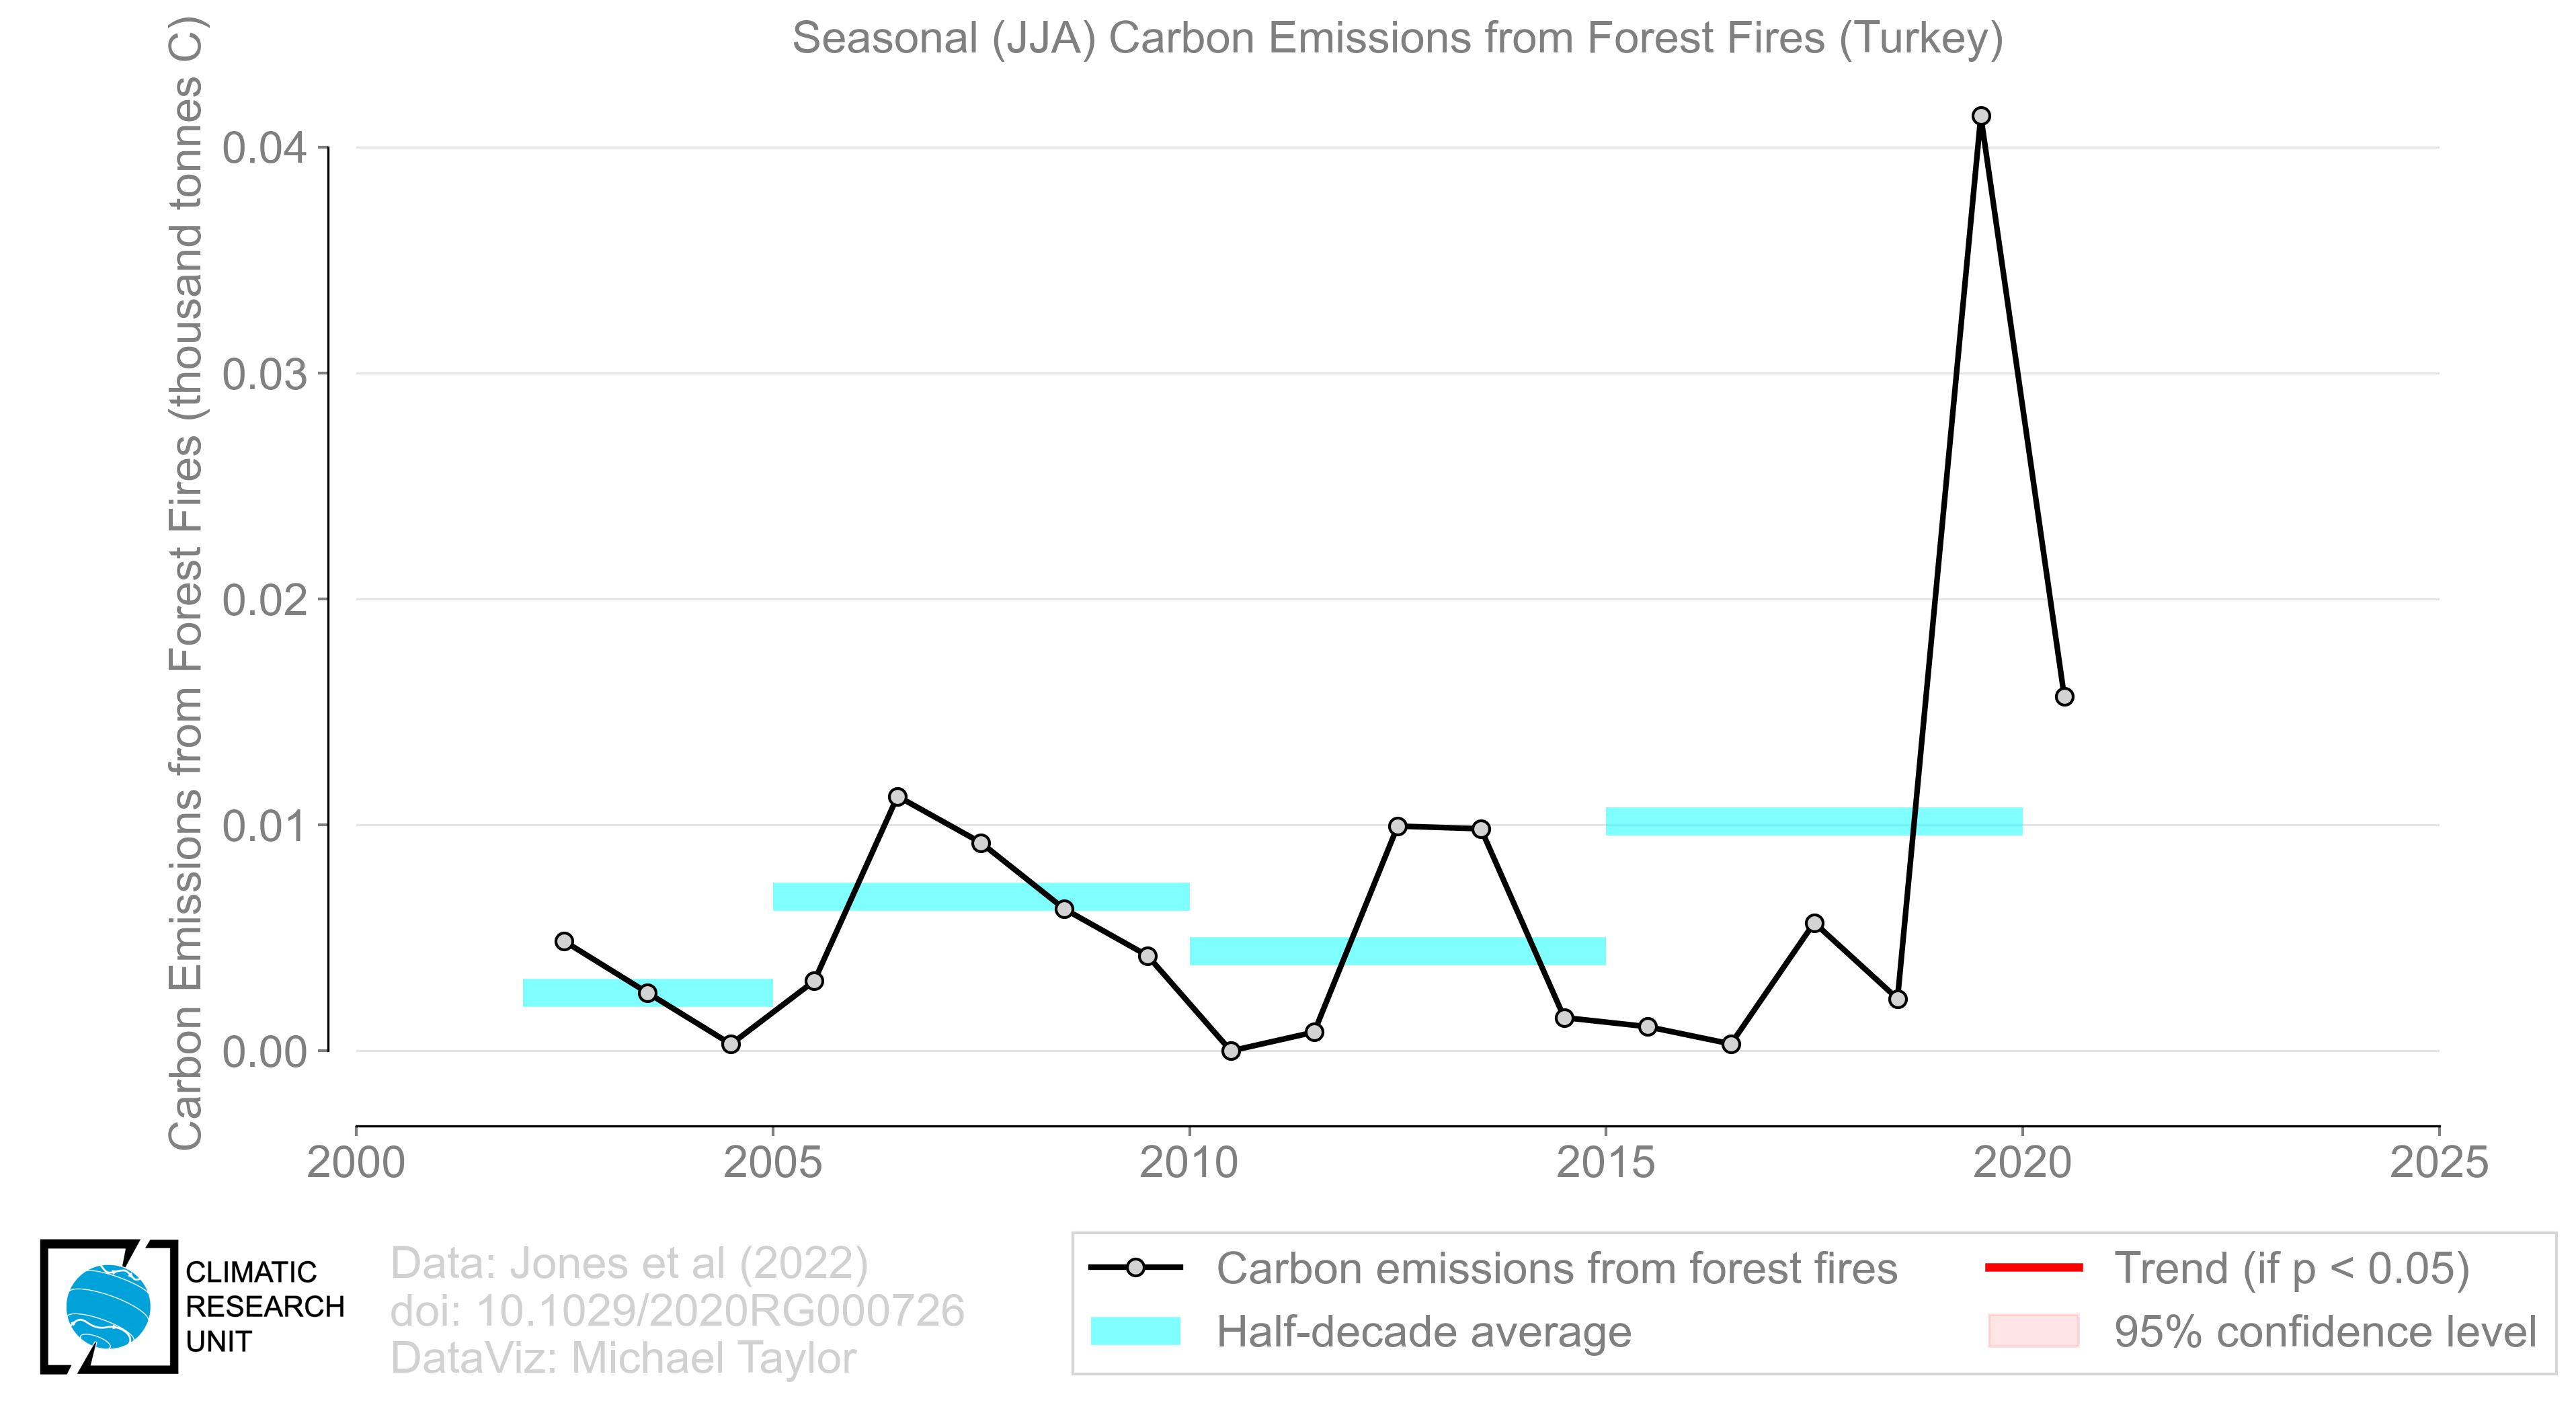 Seasonal (JJA) Carbon Emissions from Forest Fires (Turkey)
Carbon Emissions from Forest Fires (thousand tonnes C)
0.04
0.03
0.02
0.01
0.00
2000 2005 2010 2015 2020 2025
CLIMATIC
RESEARCH
UNIT
Data: Jones et al (2022)
doi: 10.1029/2020RG000726
DataViz: Michael Taylor
Carbon emissions from forest fires
Half-decade average
Trend (if p < 0.05)
95% confidence level